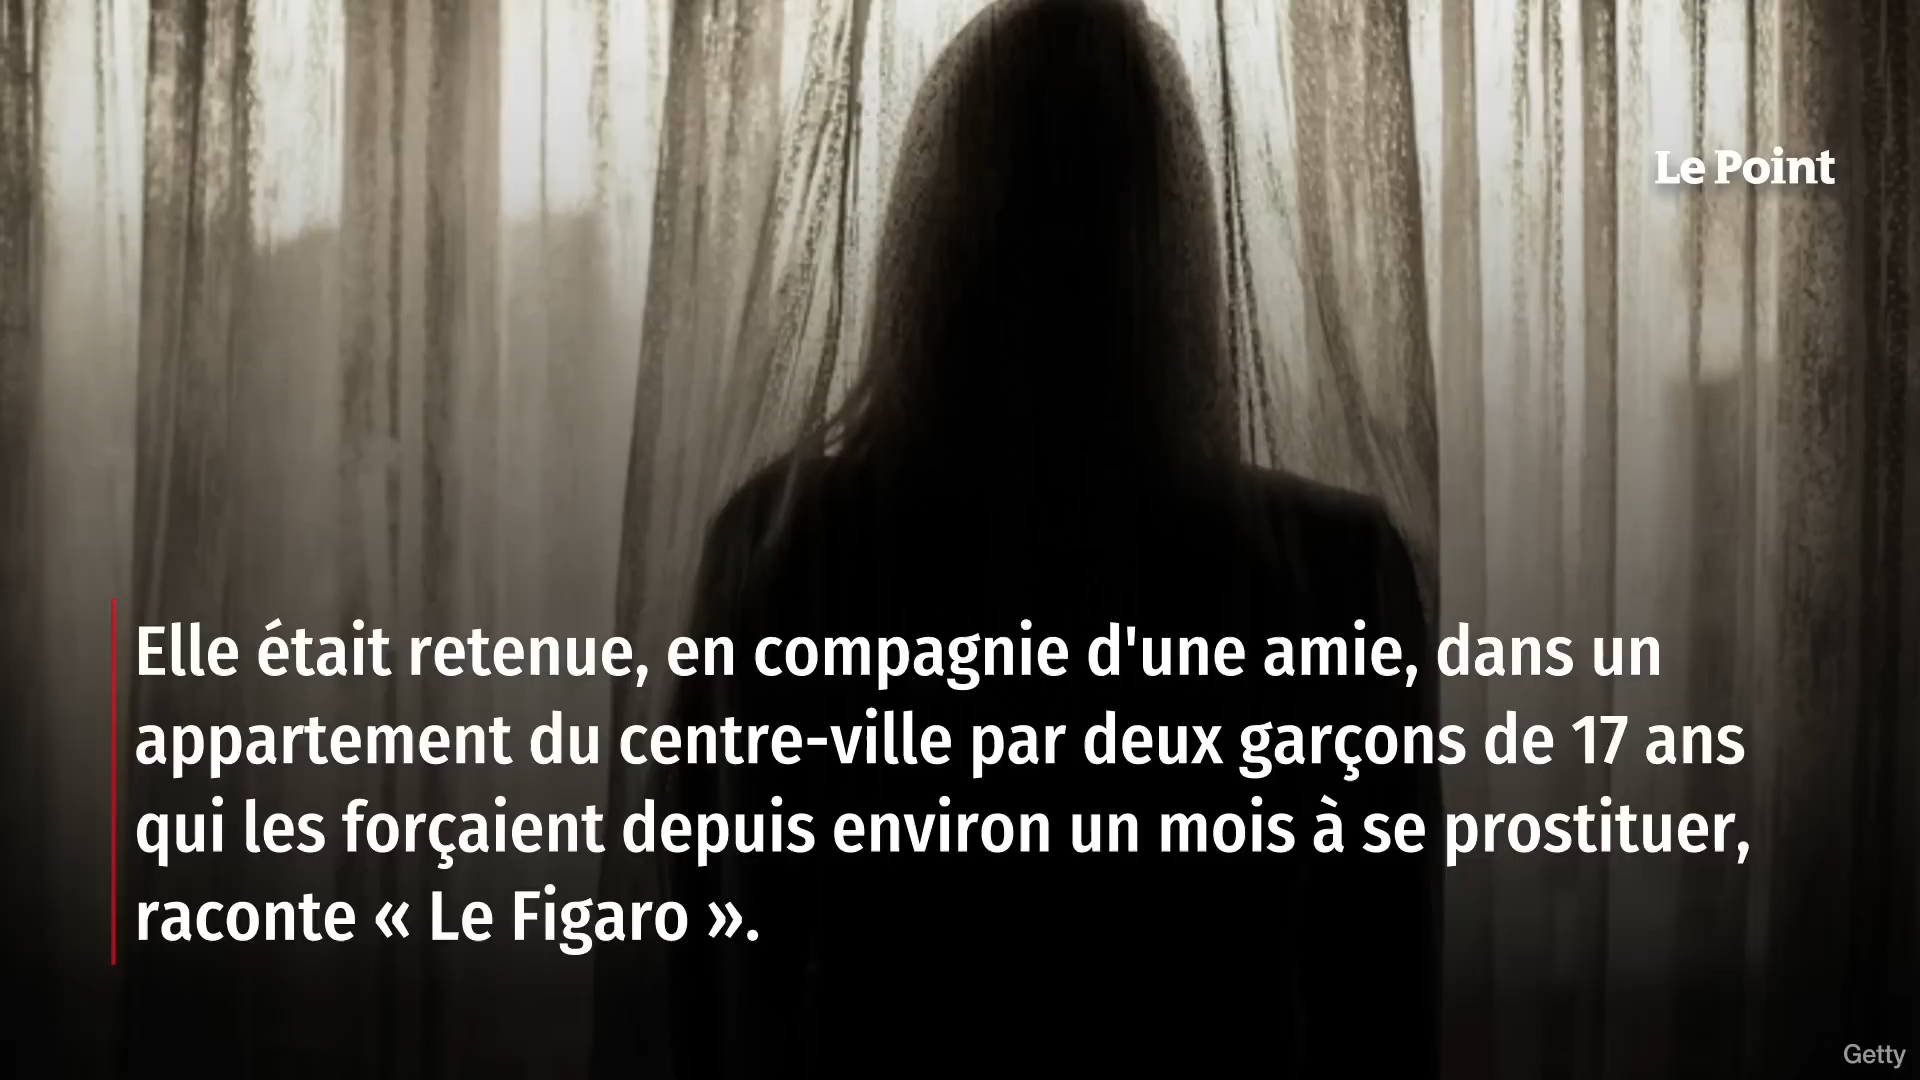 Le Point
Elle était retenue, en compagnie d'une amie, dans un
appartement du centre-ville par deux garçons de 17 ans
qui les forçaient depuis environ un mois à se prostituer,
raconte « Le Figaro ».
Getty